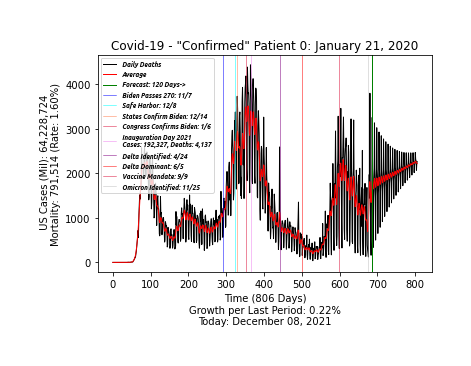 Covid-19 - "Confirmed" Patient 0: January 21, 2020
US Cases (Mil): 64,228,724
Mortality: 791,514 (Rate: 1.60%)
4000
3000
2000
1000
0
Daily Deaths
Average
Forecast: 120 Days->
Biden Passes 270: 11/7
Safe Harbor: 12/8
States Confirm Biden: 12/14
Congress Confirms Biden: 1/6
Inauguration Day 2021
Cases: 192,327, Deaths: 4,137
Delta Identified: 4/24
Delta Dominant: 6/5
Vaccine Mandate: 9/9
Omicron Identified: 11/25
0 100 200 300 400 500 600 700 800
Time (806 Days)
Growth per Last Period: 0.22%
Today: December 08, 2021